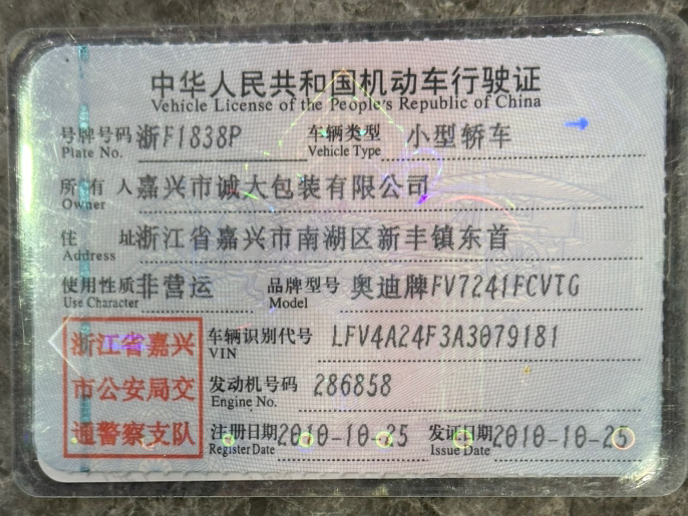 中华人民共和国机动车行驶证
Vehicle License of the People's Republic of China
号牌号码 浙F1838P 车辆类型 小型轿车
Plate No. Vehicle Type
所有人 嘉兴市诚大包装有限公司
Owner
住址 浙江省嘉兴市南湖区新丰镇东首
Address
使用性质 非营运 品牌型号 奥迪牌FV7241FCVTG
Use Character Model
浙江省嘉兴 车辆识别代号 LFV4A24F3A3079181
VIN
市公安局交 发动机号码 286858
Engine No.
通警察支队 注册日期 2010-10-25 发证日期 2010-10-25
Register Date Issue Date